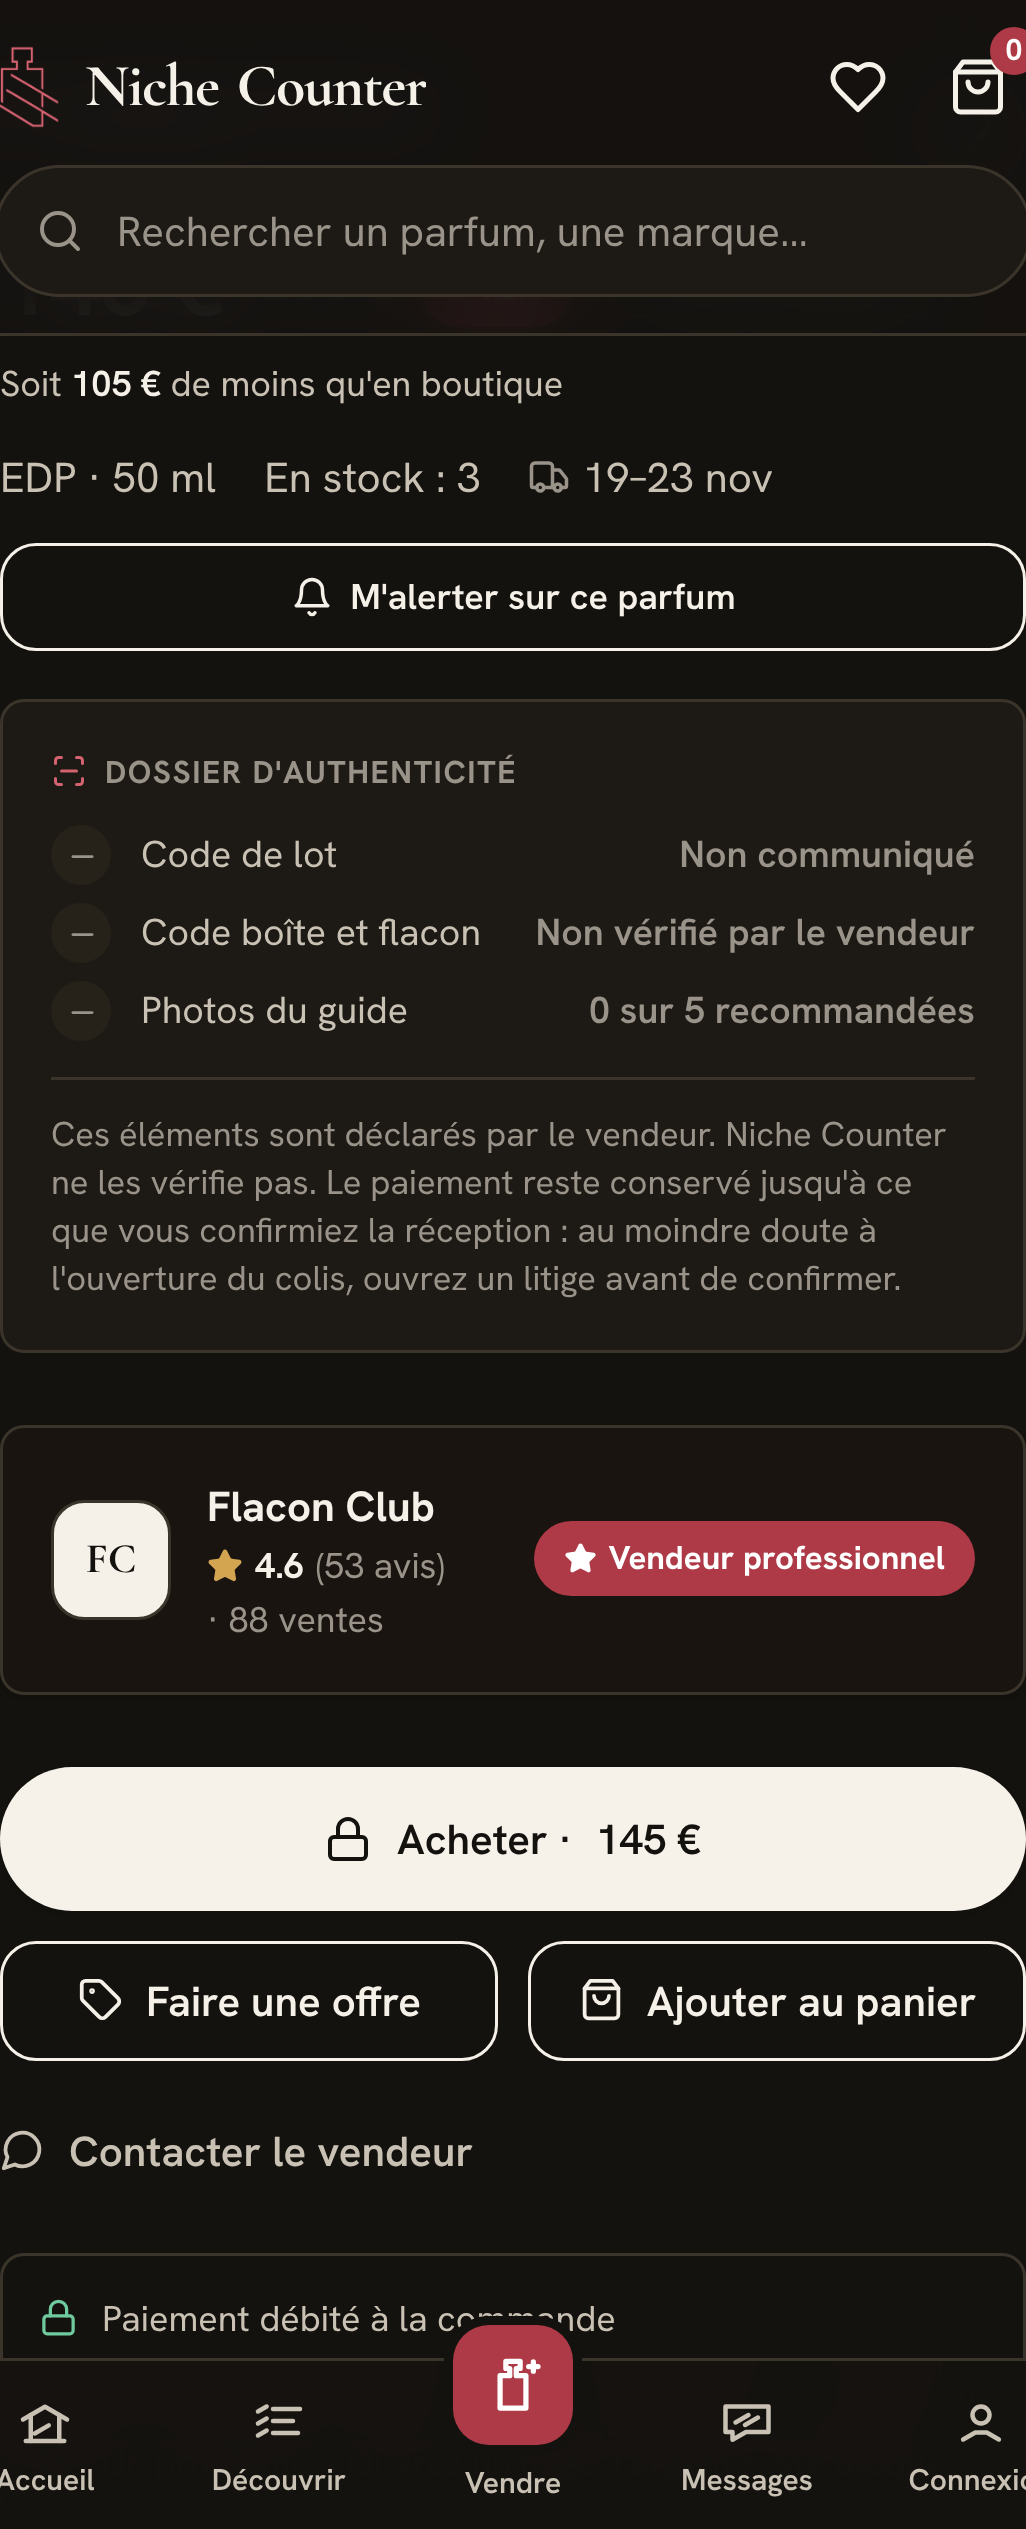 Niche Counter
0
Rechercher un parfum, une marque...
Soit 105 € de moins qu'en boutique
EDP · 50 ml En stock : 3 19–23 nov
M'alerter sur ce parfum
DOSSIER D'AUTHENTICITÉ
Code de lot Non communiqué
Code boîte et flacon Non vérifié par le vendeur
Photos du guide 0 sur 5 recommandées
Ces éléments sont déclarés par le vendeur. Niche Counter
ne les vérifie pas. Le paiement reste conservé jusqu'à ce
que vous confirmiez la réception : au moindre doute à
l'ouverture du colis, ouvrez un litige avant de confirmer.
FC
Flacon Club
4.6 (53 avis)
· 88 ventes
Vendeur professionnel
Acheter · 145 €
Faire une offre
Ajouter au panier
Contacter le vendeur
Paiement débité à la commande
Accueil Découvrir Vendre Messages Connexio